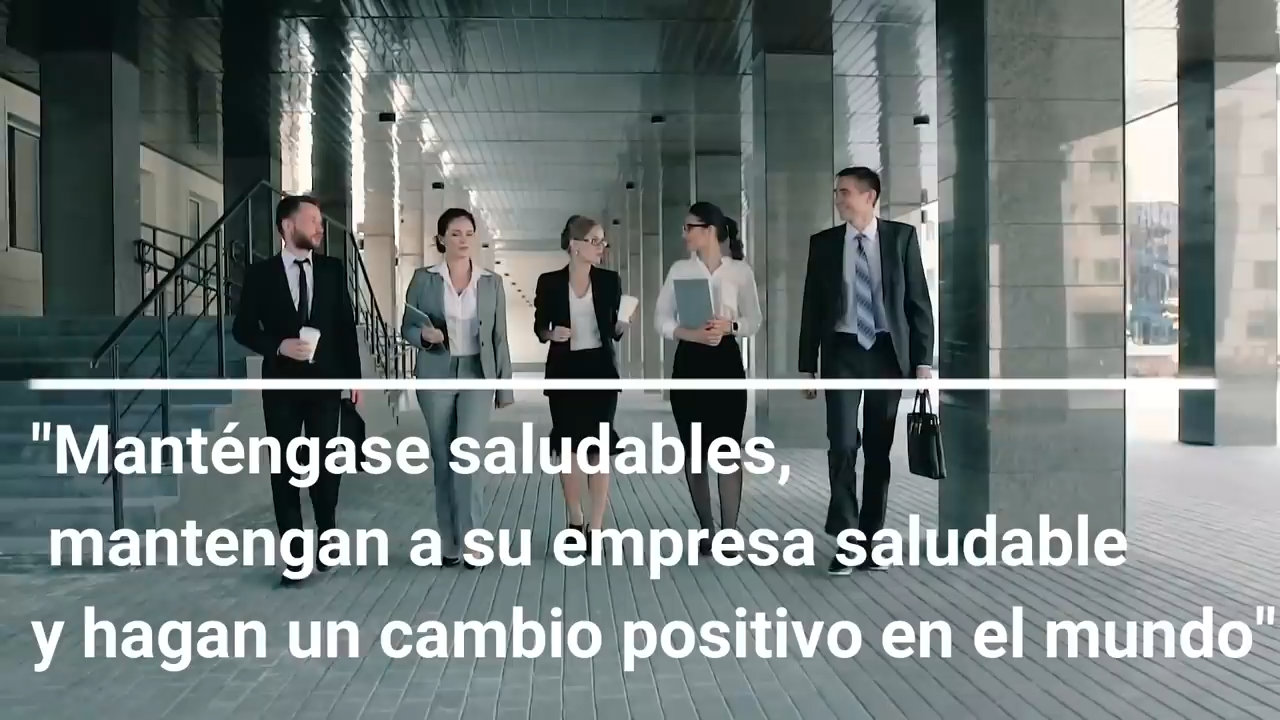 "Manténgase saludables,
mantengan a su empresa saludable
y hagan un cambio positivo en el mundo"